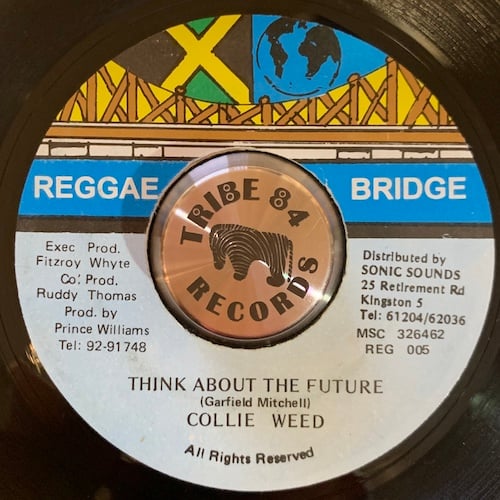 REGGAE BRIDGE
TRIBE 84
RECORDS
Exec Prod.
Fitzroy Whyte
Co. Prod.
Ruddy Thomas
Prod. by
Prince Williams
Tel: 92-91748
Distributed by
SONIC SOUNDS
25 Retirement Rd
Kingston 5
Tel: 61204/62036
MSC 326462
REG 005
THINK ABOUT THE FUTURE
(Garfield Mitchell)
COLLIE WEED
All Rights Reserved